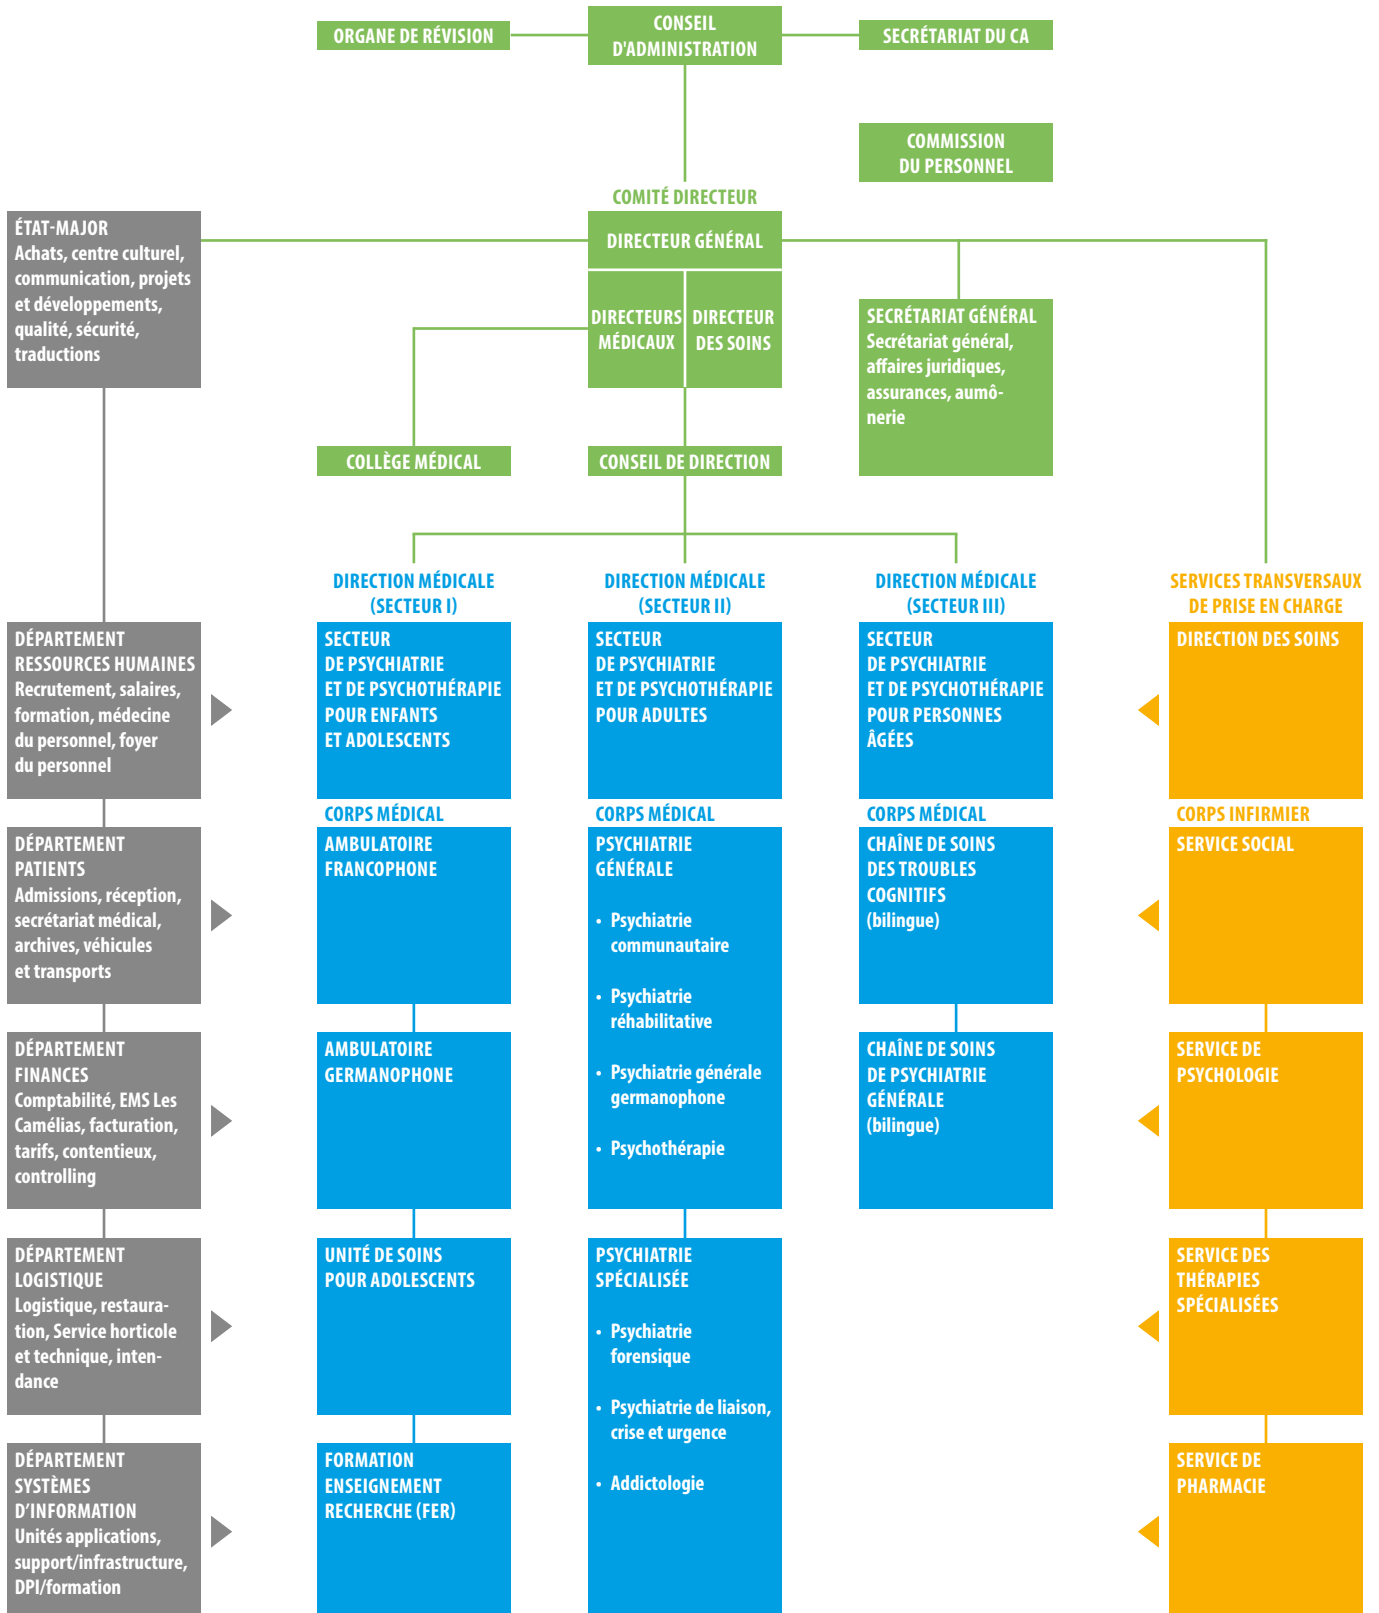 ORGANE DE RÉVISION
CONSEIL
D'ADMINISTRATION
SECRÉTARIAT DU CA
COMMISSION
DU PERSONNEL
COMITÉ DIRECTEUR
DIRECTEUR GÉNÉRAL
DIRECTEURS
MÉDICAUX
DIRECTEUR
DES SOINS
ÉTAT-MAJOR
Achats, centre culturel,
communication, projets
et développements,
qualité, sécurité,
traductions
SECRÉTARIAT GÉNÉRAL
Secrétariat général,
affaires juridiques,
assurances, aumô-
nerie
COLLÈGE MÉDICAL
CONSEIL DE DIRECTION
DÉPARTEMENT
RESSOURCES HUMAINES
Recrutement, salaires,
formation, médecine
du personnel, foyer
du personnel
DÉPARTEMENT
PATIENTS
Admissions, réception,
secrétariat médical,
archives, véhicules
et transports
DÉPARTEMENT
FINANCES
Comptabilité, EMS Les
Camélias, facturation,
tarifs, contentieux,
controlling
DÉPARTEMENT
LOGISTIQUE
Logistique, restaura-
tion, Service horticole
et technique, inten-
dance
DÉPARTEMENT
SYSTÈMES
D’INFORMATION
Unités applications,
support/infrastructure,
DPI/formation
DIRECTION MÉDICALE
(SECTEUR I)
SECTEUR
DE PSYCHIATRIE
ET DE PSYCHOTHÉRAPIE
POUR ENFANTS
ET ADOLESCENTS
CORPS MÉDICAL
AMBULATOIRE
FRANCOPHONE
AMBULATOIRE
GERMANOPHONE
UNITÉ DE SOINS
POUR ADOLESCENTS
FORMATION
ENSEIGNEMENT
RECHERCHE (FER)
DIRECTION MÉDICALE
(SECTEUR II)
SECTEUR
DE PSYCHIATRIE
ET DE PSYCHOTHÉRAPIE
POUR ADULTES
CORPS MÉDICAL
PSYCHIATRIE
GÉNÉRALE
• Psychiatrie
communautaire
• Psychiatrie
réhabilitative
• Psychiatrie générale
germanophone
• Psychothérapie
PSYCHIATRIE
SPÉCIALISÉE
• Psychiatrie
forensique
• Psychiatrie de liaison,
crise et urgence
• Addictologie
DIRECTION MÉDICALE
(SECTEUR III)
SECTEUR
DE PSYCHIATRIE
ET DE PSYCHOTHÉRAPIE
POUR PERSONNES
ÂGÉES
CORPS MÉDICAL
CHAÎNE DE SOINS
DES TROUBLES
COGNITIFS
(bilingue)
CHAÎNE DE SOINS
DE PSYCHIATRIE
GÉNÉRALE
(bilingue)
SERVICES TRANSVERSAUX
DE PRISE EN CHARGE
DIRECTION DES SOINS
CORPS INFIRMIER
SERVICE SOCIAL
SERVICE DE
PSYCHOLOGIE
SERVICE DES
THÉRAPIES
SPÉCIALISÉES
SERVICE DE
PHARMACIE